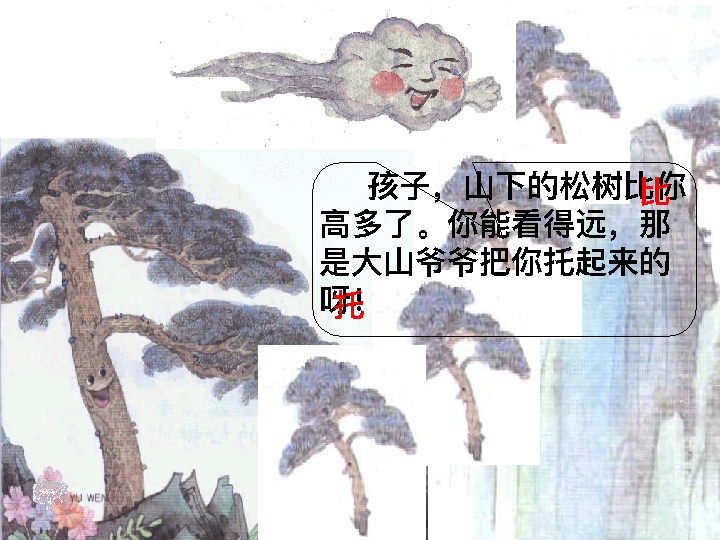 孩子，山下的松树比你
比
高多了。你能看得远，那
是大山爷爷把你托起来的
呀！
托
YU WEN